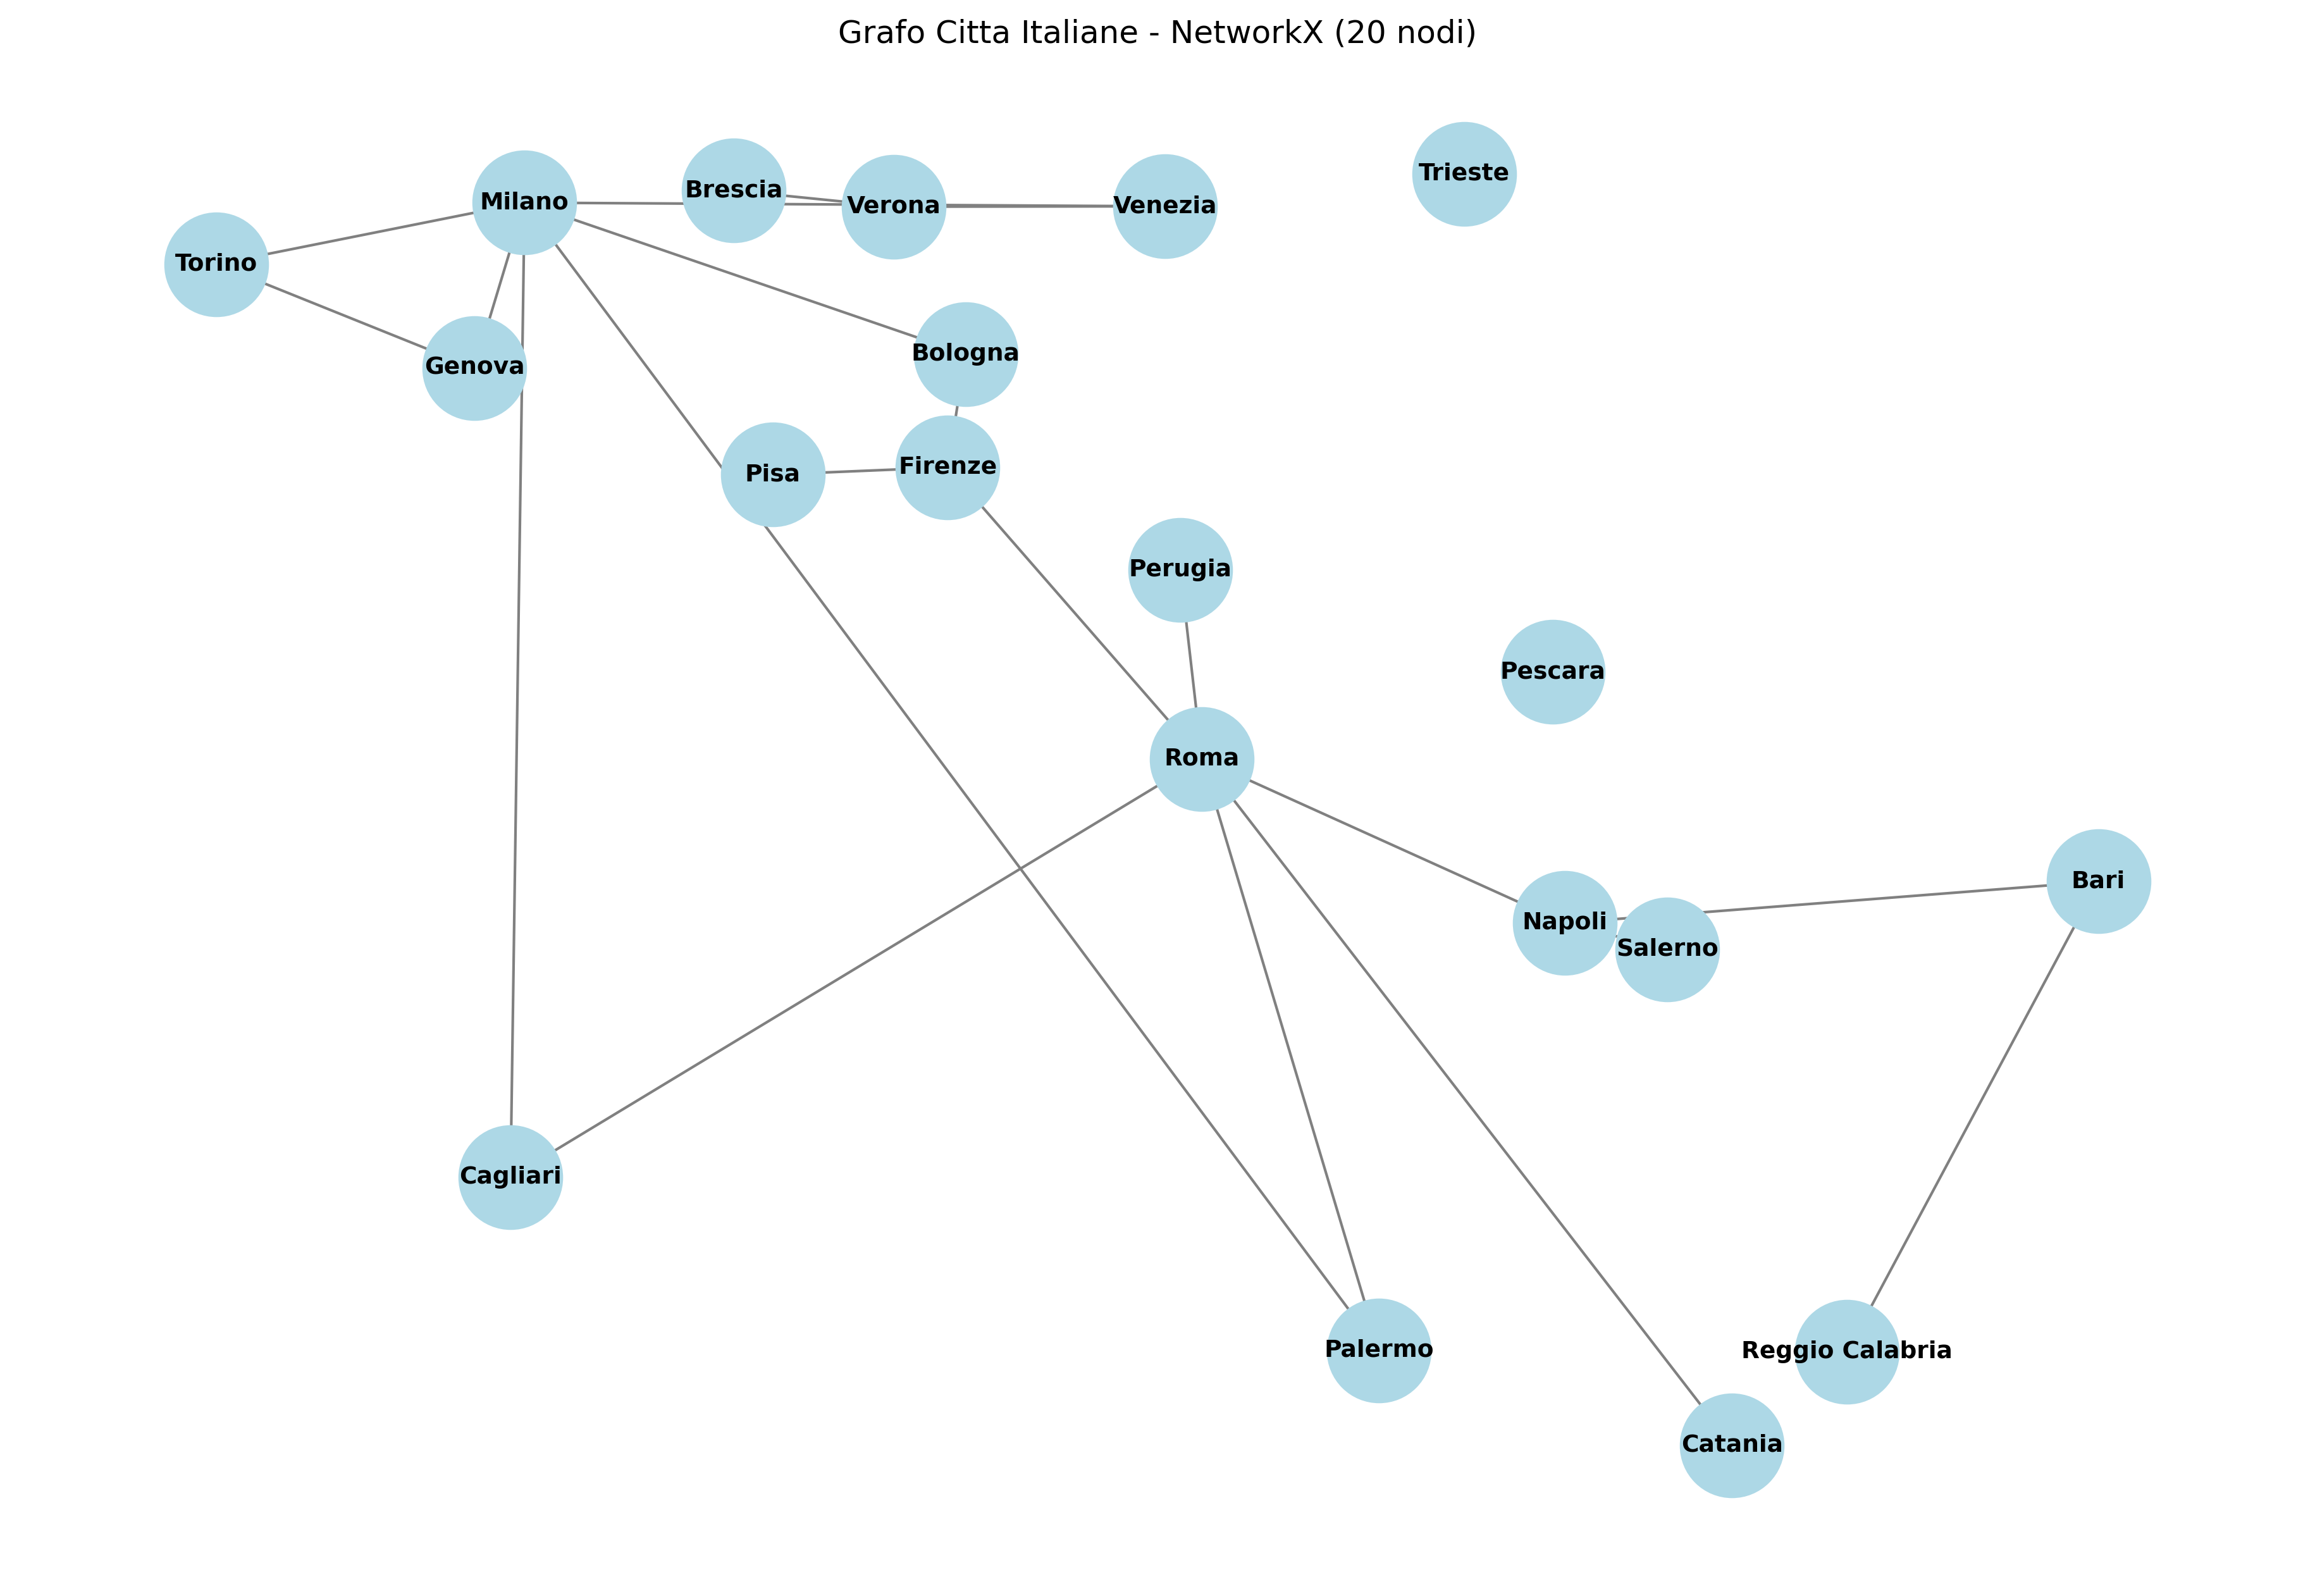 Grafo Citta Italiane - NetworkX (20 nodi)
Trieste
Brescia
Milano
Verona
Venezia
Torino
Bologna
Genova
Firenze
Pisa
Perugia
Pescara
Roma
Bari
Napoli
Salerno
Cagliari
Palermo
Reggio Calabria
Catania